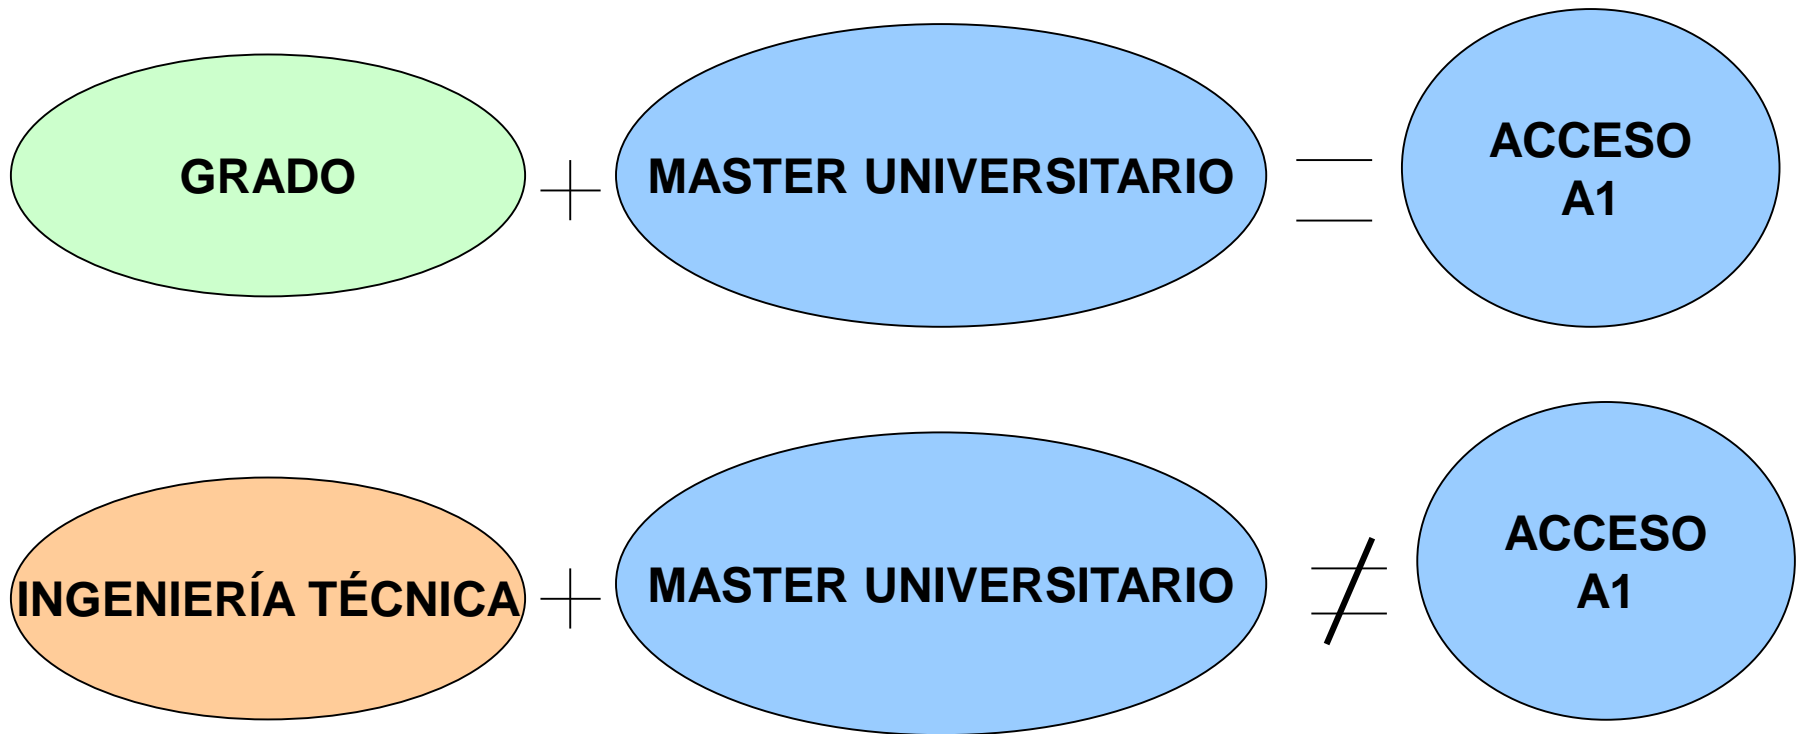 GRADO
MASTER UNIVERSITARIO
ACCESO
A1
INGENIERÍA TÉCNICA
MASTER UNIVERSITARIO
ACCESO
A1